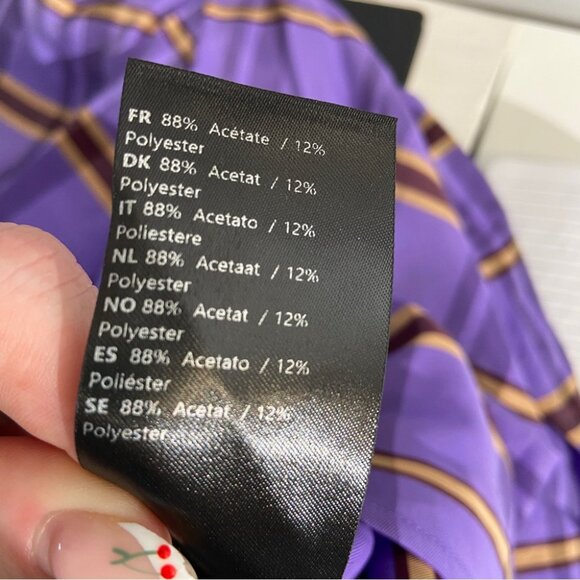 FR 88% Acétate / 12%
Polyester
DK 88% Acetat / 12%
Polyester
IT 88% Acetato / 12%
Poliestere
NL 88% Acetaat / 12%
Polyester
NO 88% Acetat / 12%
Polyester
ES 88% Acetato / 12%
Poliéster
SE 88% Acetat / 12%
Polyester